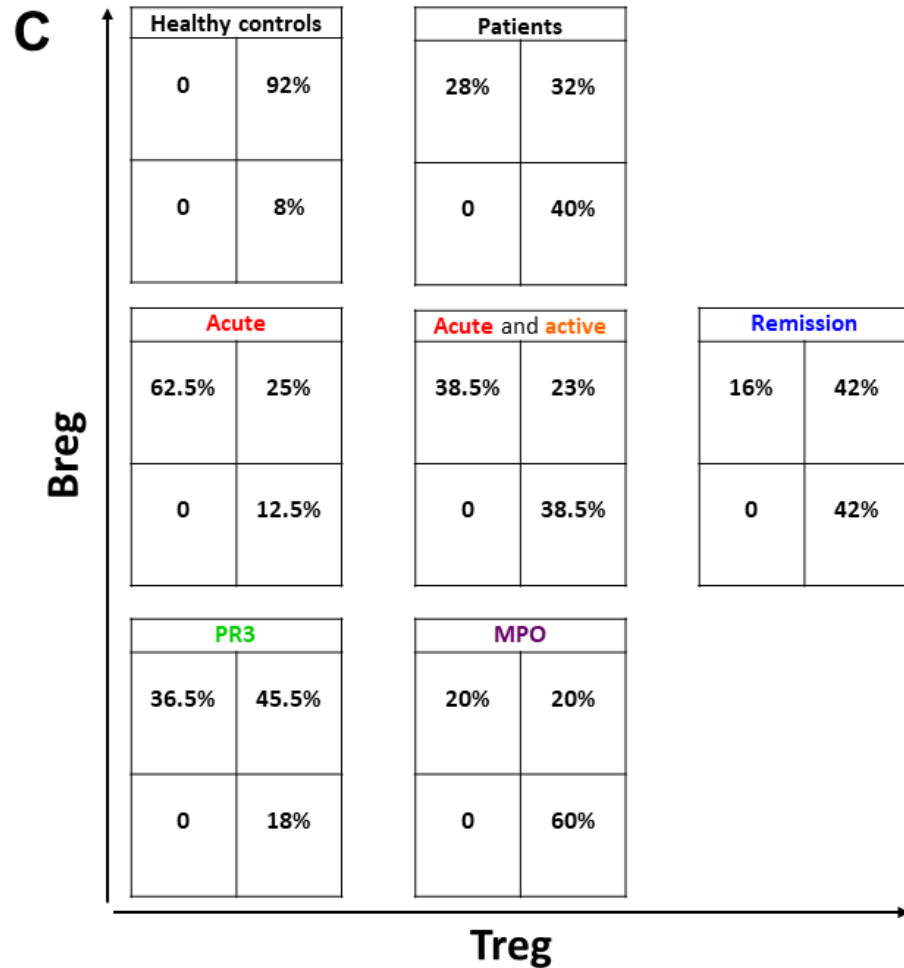 C
Healthy controls
0 92%
0 8%
Patients
28% 32%
0 40%
Acute
62.5% 25%
0 12.5%
Acute and active
38.5% 23%
0 38.5%
Remission
16% 42%
0 42%
PR3
36.5% 45.5%
0 18%
MPO
20% 20%
0 60%
Breg
Treg